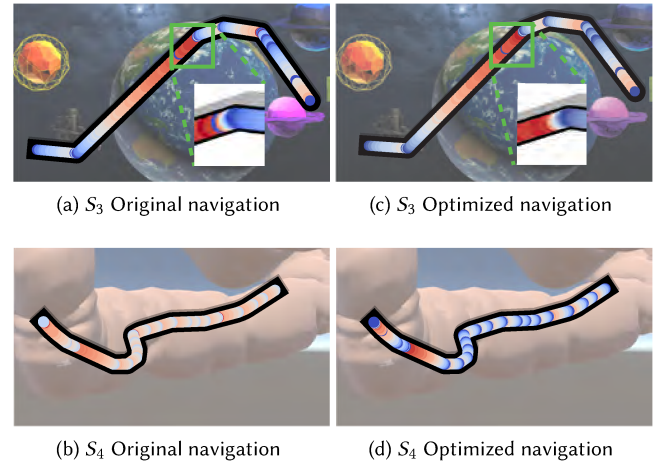 (a) S₃ Original navigation
(c) S₃ Optimized navigation
(b) S₄ Original navigation
(d) S₄ Optimized navigation